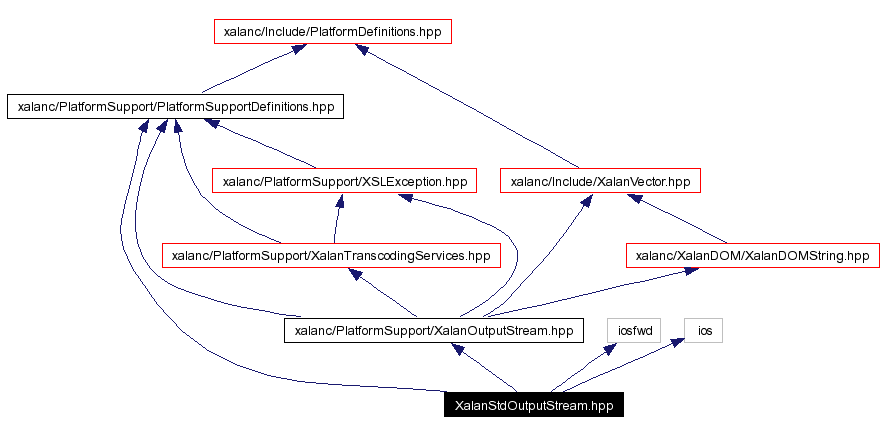 xalanc/Include/PlatformDefinitions.hpp
xalanc/PlatformSupport/PlatformSupportDefinitions.hpp
xalanc/PlatformSupport/XSLException.hpp
xalanc/Include/XalanVector.hpp
xalanc/PlatformSupport/XalanTranscodingServices.hpp
xalanc/XalanDOM/XalanDOMString.hpp
xalanc/PlatformSupport/XalanOutputStream.hpp
iosfwd
ios
XalanStdOutputStream.hpp